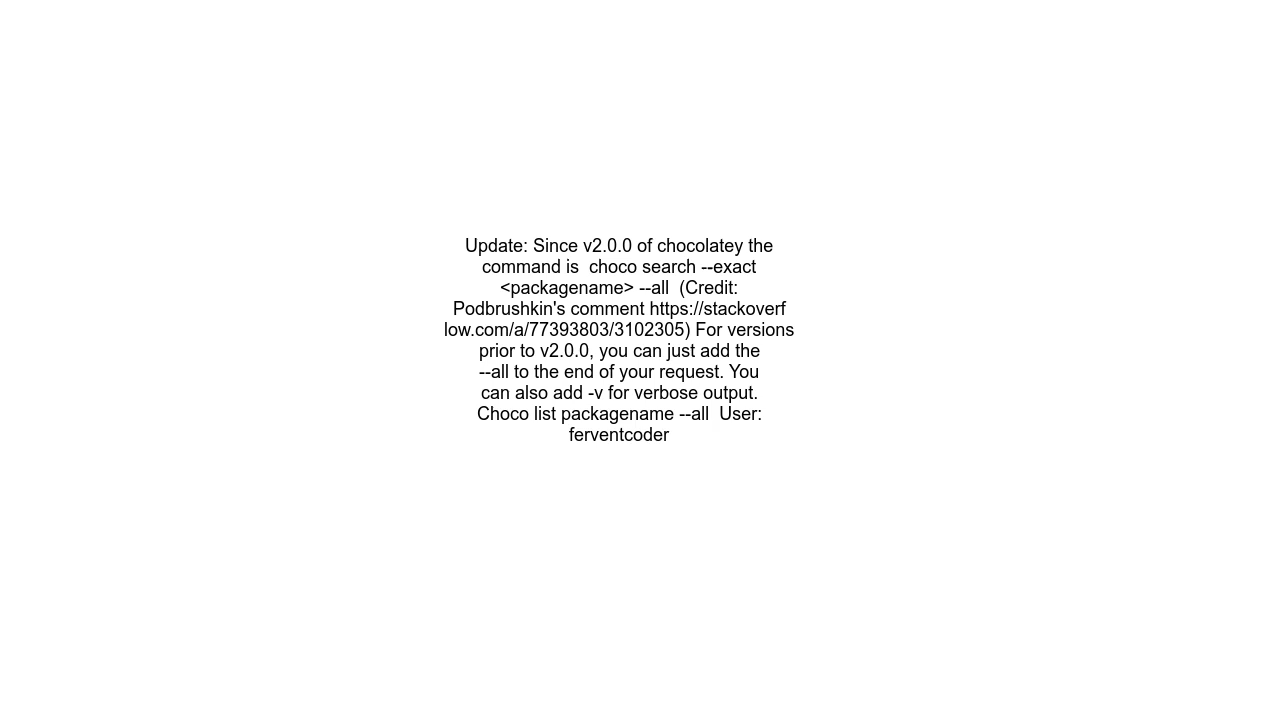 Update: Since v2.0.0 of chocolatey the
command is  choco search --exact
<packagename> --all  (Credit:
Podbrushkin's comment https://stackoverf
low.com/a/77393803/3102305) For versions
prior to v2.0.0, you can just add the
--all to the end of your request. You
can also add -v for verbose output.
Choco list packagename --all  User:
ferventcoder